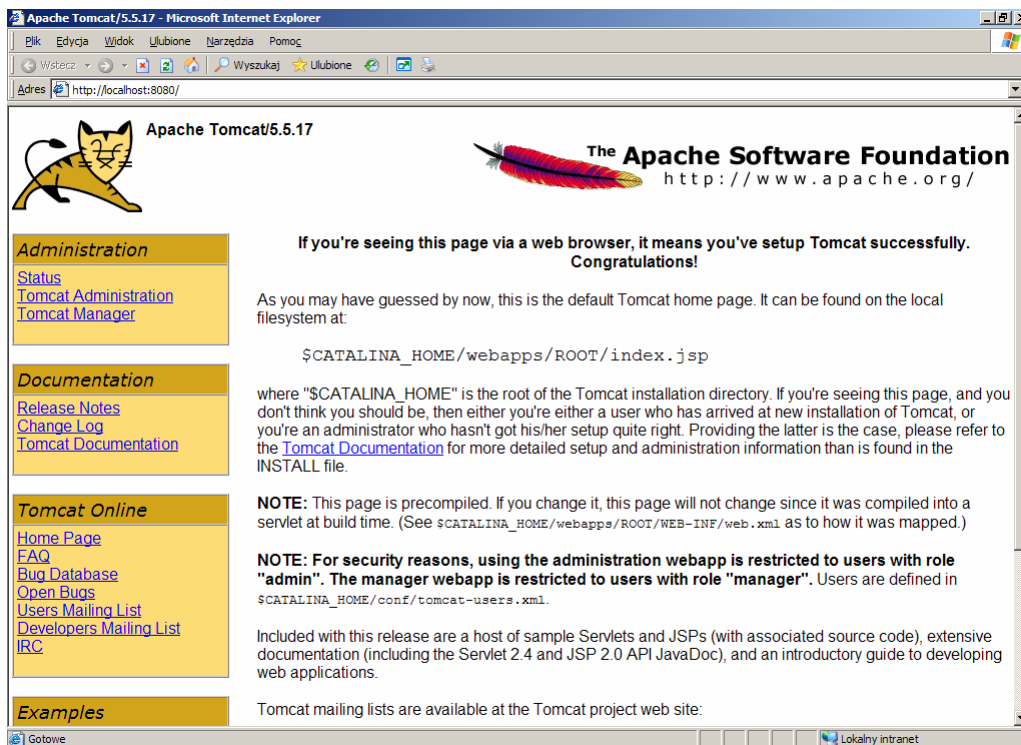 Apache Tomcat/5.5.17 - Microsoft Internet Explorer
Plik Edycja Widok Ulubione Narzędzia Pomoc
Wstecz Wyszukaj Ulubione
Adres http://localhost:8080/
Apache Tomcat/5.5.17
The Apache Software Foundation
http://www.apache.org/
Administration
Status
Tomcat Administration
Tomcat Manager
Documentation
Release Notes
Change Log
Tomcat Documentation
Tomcat Online
Home Page
FAQ
Bug Database
Open Bugs
Users Mailing List
Developers Mailing List
IRC
Examples
If you're seeing this page via a web browser, it means you've setup Tomcat successfully.
Congratulations!
As you may have guessed by now, this is the default Tomcat home page. It can be found on the local
filesystem at:
$CATALINA_HOME/webapps/ROOT/index.jsp
where "$CATALINA_HOME" is the root of the Tomcat installation directory. If you're seeing this page, and you
don't think you should be, then either you're either a user who has arrived at new installation of Tomcat, or
you're an administrator who hasn't got his/her setup quite right. Providing the latter is the case, please refer to
the Tomcat Documentation for more detailed setup and administration information than is found in the
INSTALL file.
NOTE: This page is precompiled. If you change it, this page will not change since it was compiled into a
servlet at build time. (See $CATALINA_HOME/webapps/ROOT/WEB-INF/web.xml as to how it was mapped.)
NOTE: For security reasons, using the administration webapp is restricted to users with role
"admin". The manager webapp is restricted to users with role "manager". Users are defined in
$CATALINA_HOME/conf/tomcat-users.xml.
Included with this release are a host of sample Servlets and JSPs (with associated source code), extensive
documentation (including the Servlet 2.4 and JSP 2.0 API JavaDoc), and an introductory guide to developing
web applications.
Tomcat mailing lists are available at the Tomcat project web site:
Gotowe Lokalny intranet